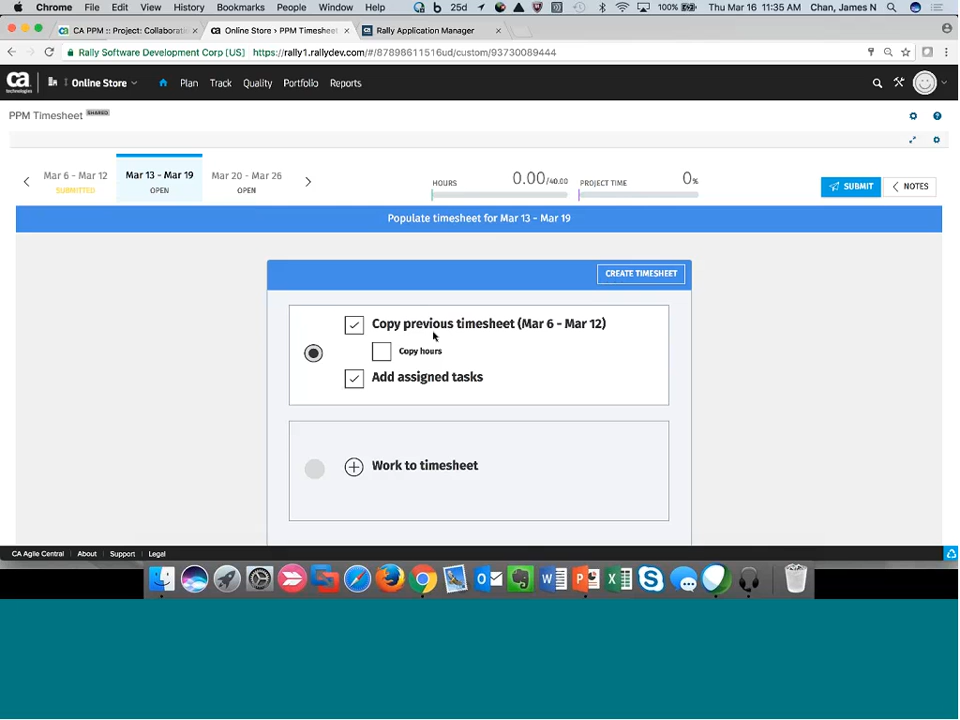 Chrome File Edit View History Bookmarks People Window Help 25d 100% Thu Mar 16 11:35 AM Chan, James N
CA PPM :: Project: Collaborati × Online Store › PPM Timeshee × Rally Application Manager ×
Rally Software Development Corp [US] https://rally1.rallydev.com/#/87898611516ud/custom/93730089444
ca technologies Online Store Plan Track Quality Portfolio Reports
PPM Timesheet SHARED
Mar 6 - Mar 12 Mar 13 - Mar 19 Mar 20 - Mar 26 HOURS 0.00/40.00 PROJECT TIME 0% SUBMIT NOTES
SUBMITTED OPEN OPEN
Populate timesheet for Mar 13 - Mar 19
CREATE TIMESHEET
Copy previous timesheet (Mar 6 - Mar 12)
Copy hours
Add assigned tasks
Work to timesheet
CA Agile Central About Support Legal